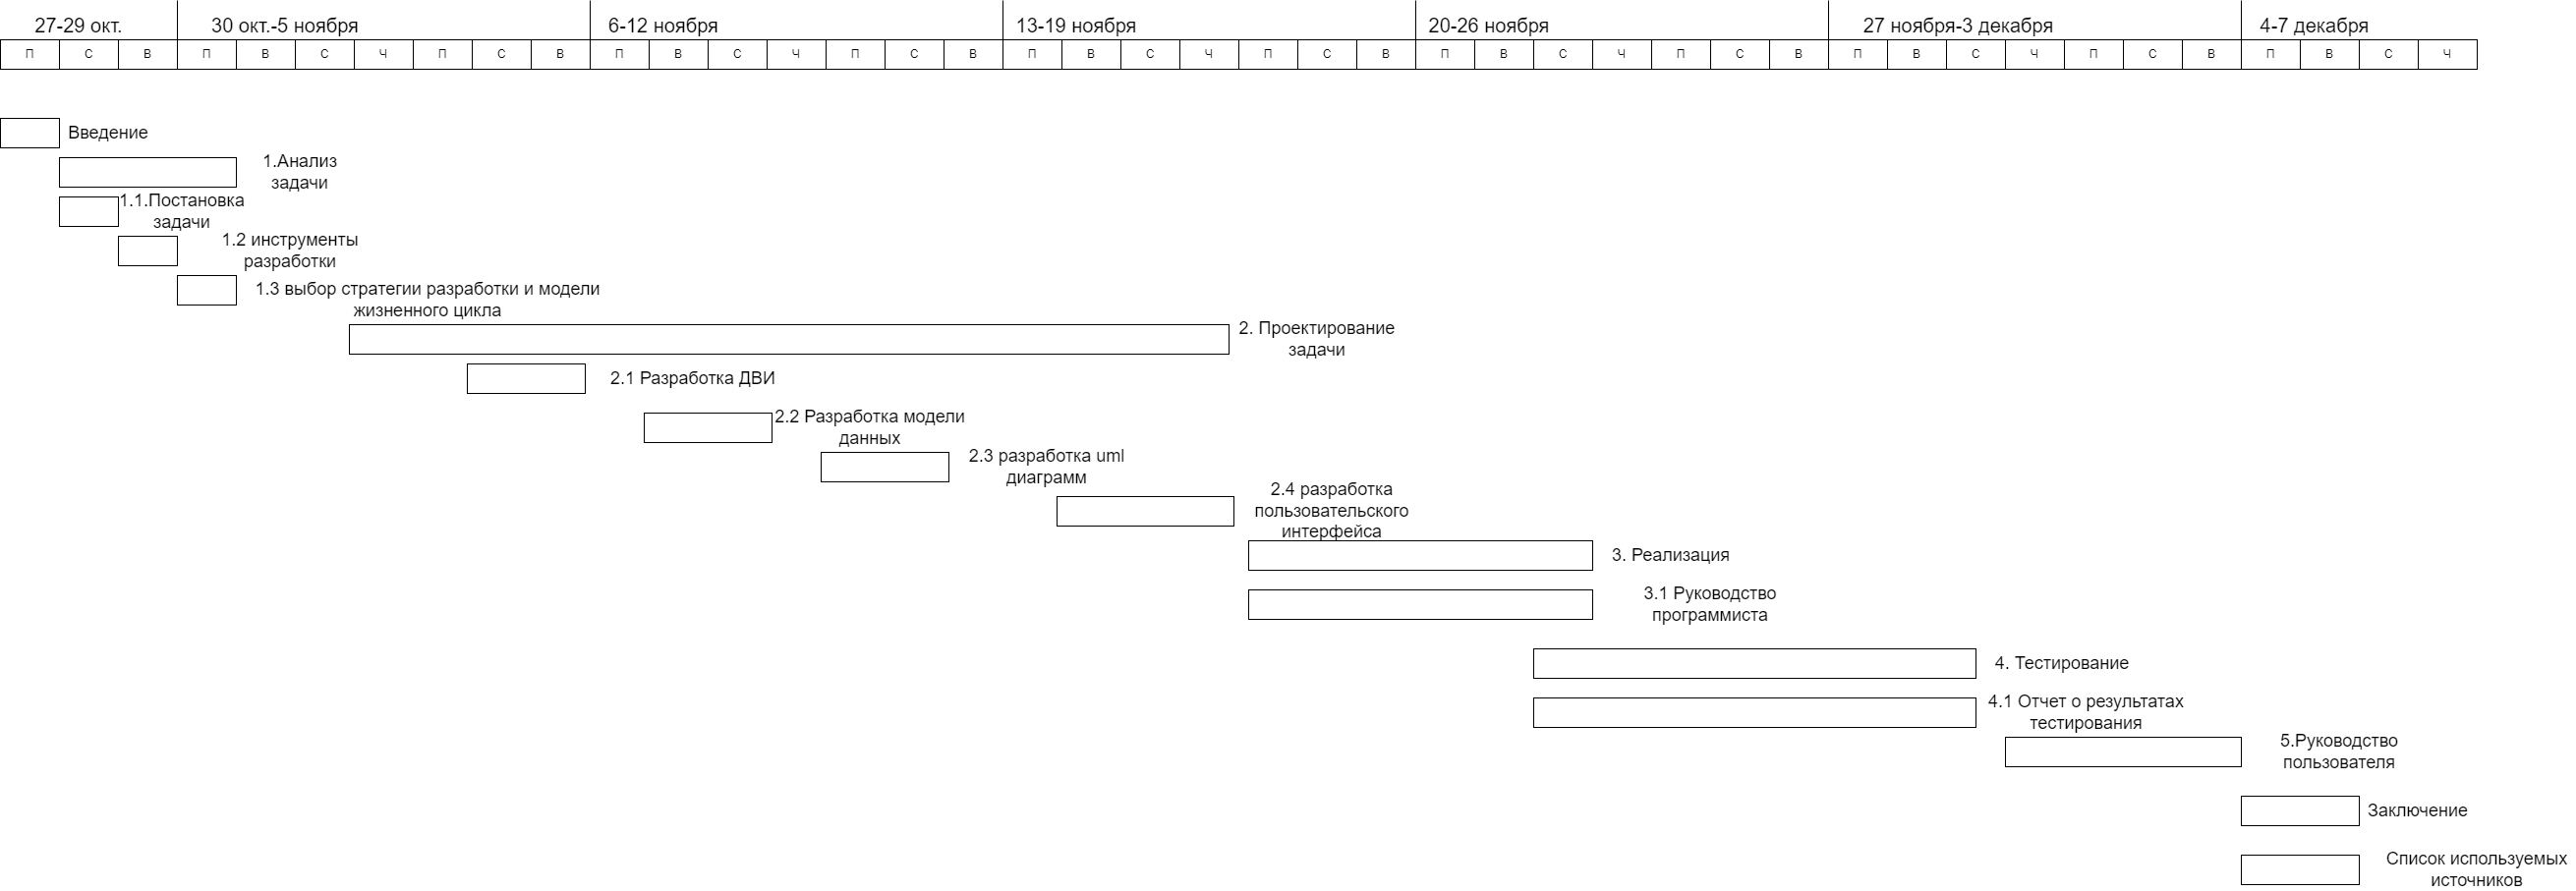 27-29 окт. 30 окт.-5 ноября 6-12 ноября 13-19 ноября 20-26 ноября 27 ноября-3 декабря 4-7 декабря
П С В П В С Ч П С В П В С Ч П С В П В С Ч П С В П В С Ч П С В П В С Ч П С В П В С Ч
Введение
1.Анализ
задачи
1.1.Постановка
задачи
1.2 инструменты
разработки
1.3 выбор стратегии разработки и модели
жизненного цикла
2. Проектирование
задачи
2.1 Разработка ДВИ
2.2 Разработка модели
данных
2.3 разработка uml
диаграмм
2.4 разработка
пользовательского
интерфейса
3. Реализация
3.1 Руководство
программиста
4. Тестирование
4.1 Отчет о результатах
тестирования
5.Руководство
пользователя
Заключение
Список используемых
источников